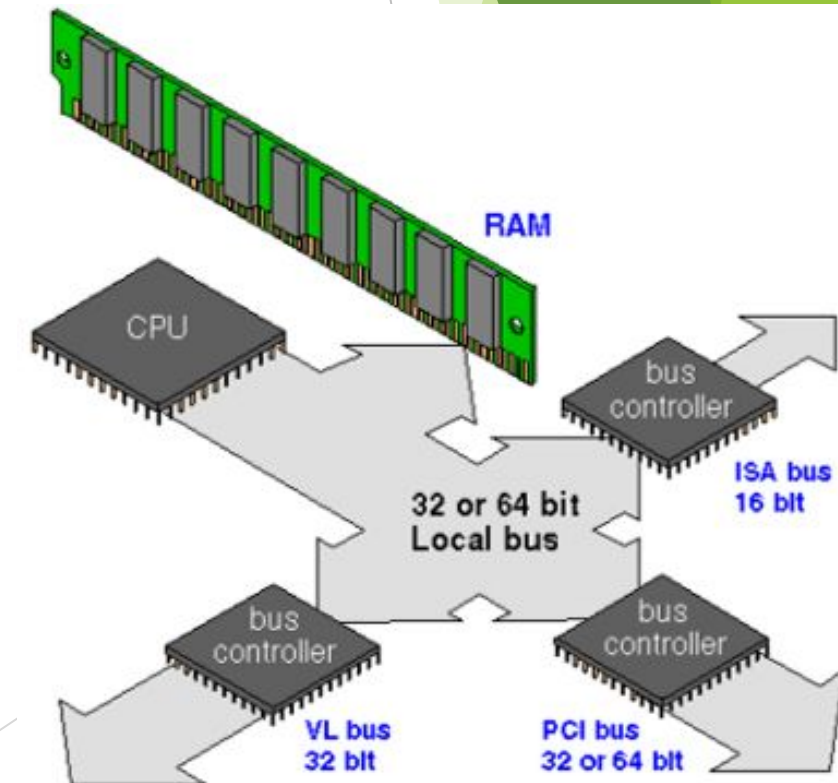 RAM
CPU
bus
controller
ISA bus
16 bit
32 or 64 bit
Local bus
bus
controller
VL bus
32 bit
bus
controller
PCI bus
32 or 64 bit